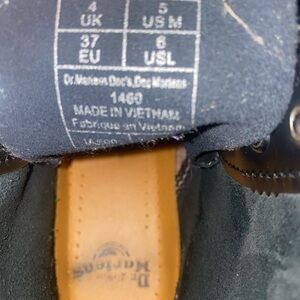 4 5
UK US M
37 6
EU USL
Dr.Martens Doc's, Doc Martens
1460
MADE IN VIETNAM
Fabriqué en Vietnam
Dr.
Martens